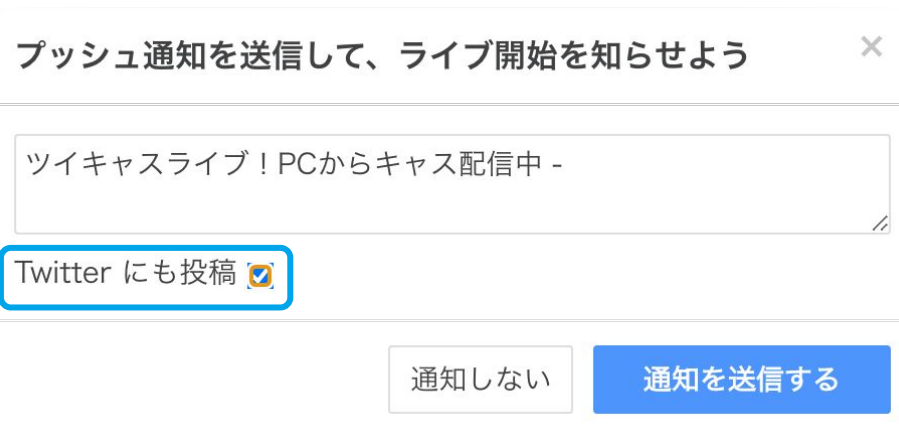 プッシュ通知を送信して、ライブ開始を知らせよう
×
ツイキャスライブ！PCからキャス配信中 -
Twitter にも投稿
通知しない
通知を送信する